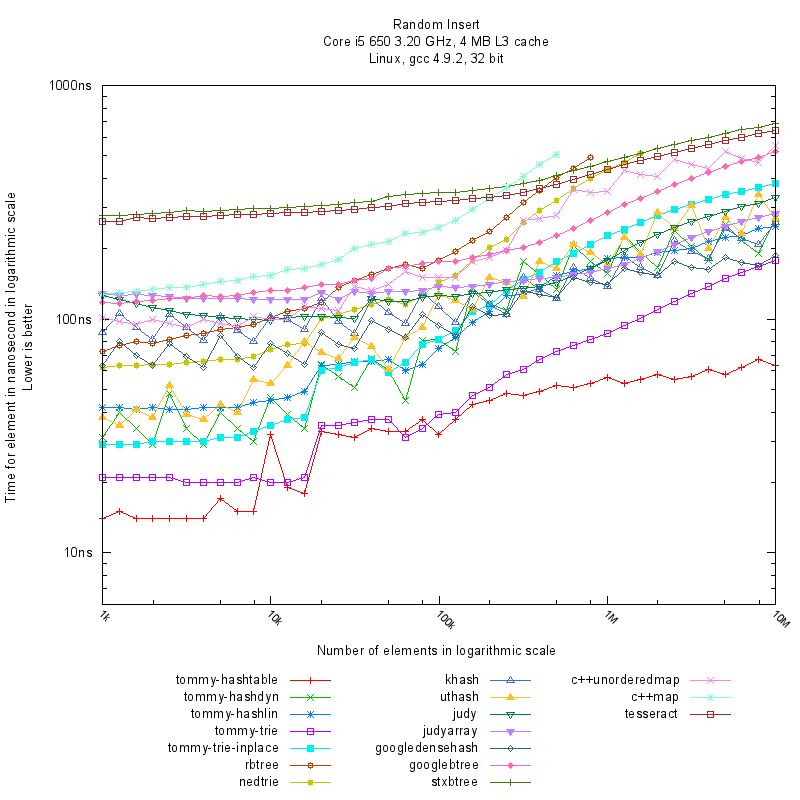 Random Insert
Core i5 650 3.20 GHz, 4 MB L3 cache
Linux, gcc 4.9.2, 32 bit
Time for element in nanosecond in logarithmic scale
Lower is better
1000ns
100ns
10ns
1k
10k
100k
1M
10M
Number of elements in logarithmic scale
tommy-hashtable
tommy-hashdyn
tommy-hashlin
tommy-trie
tommy-trie-inplace
rbtree
nedtrie
khash
uthash
judy
judyarray
googledensehash
googlebtree
stxbtree
c++unorderedmap
c++map
tesseract